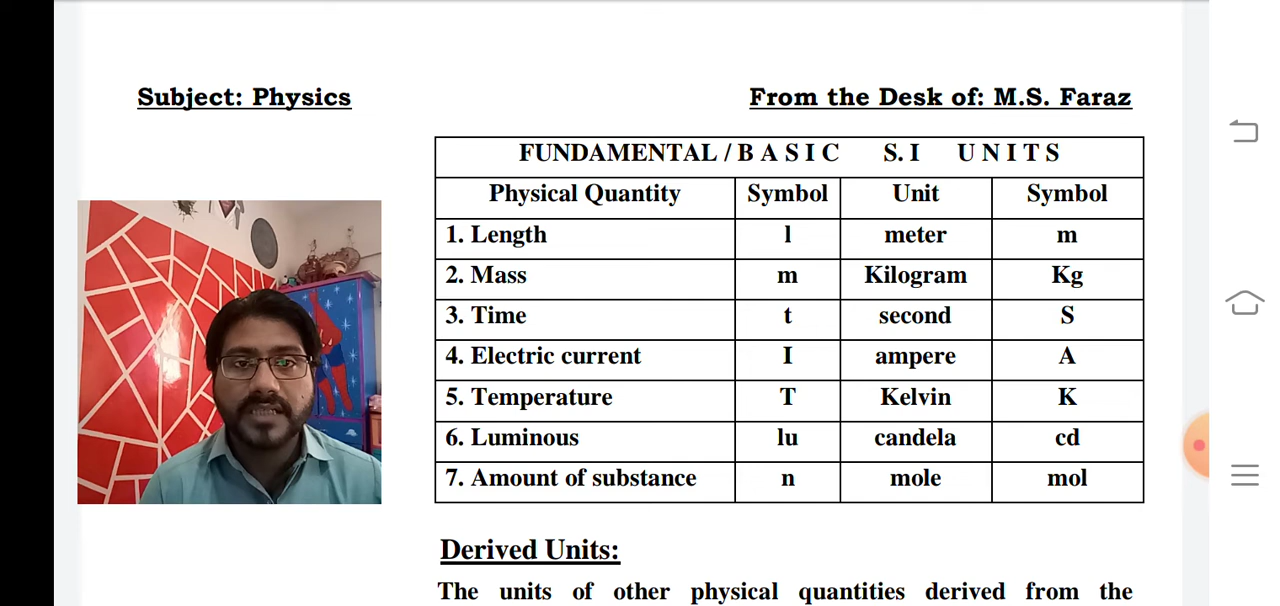 Subject: Physics From the Desk of: M.S. Faraz
FUNDAMENTAL / B A S I C S. I U N I T S
Physical Quantity Symbol Unit Symbol
1. Length l meter m
2. Mass m Kilogram Kg
3. Time t second S
4. Electric current I ampere A
5. Temperature T Kelvin K
6. Luminous lu candela cd
7. Amount of substance n mole mol
Derived Units:
The units of other physical quantities derived from the